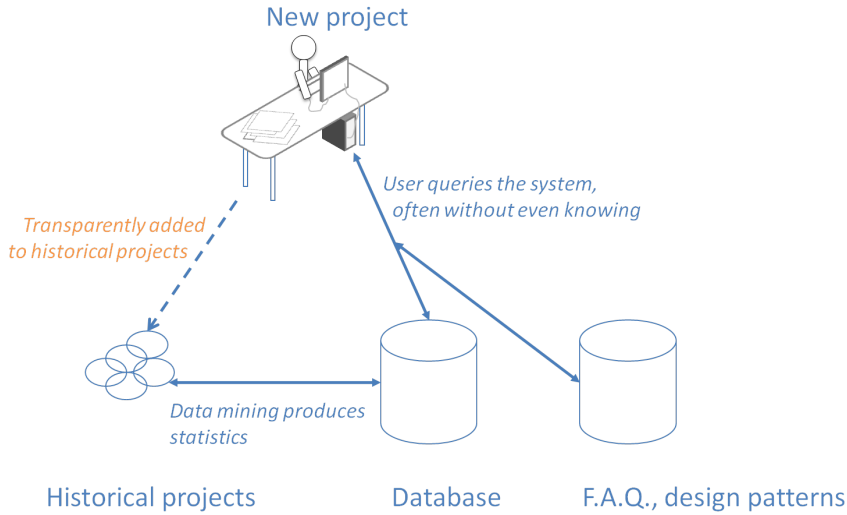 New project
User queries the system,
often without even knowing
Transparently added
to historical projects
Data mining produces
statistics
Historical projects
Database
F.A.Q., design patterns